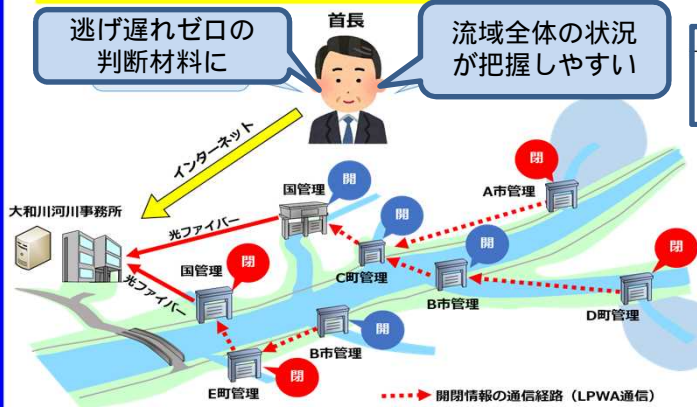 首長
逃げ遅れゼロの
判断材料に
流域全体の状況
が把握しやすい
インターネット
大和川河川事務所
光ファイバー
国管理
開
閉
A市管理
開
C町管理
開
B市管理
閉
D町管理
国管理
閉
光ファイバー
開
B市管理
閉
E町管理
開閉情報の通信経路（LPWA通信）